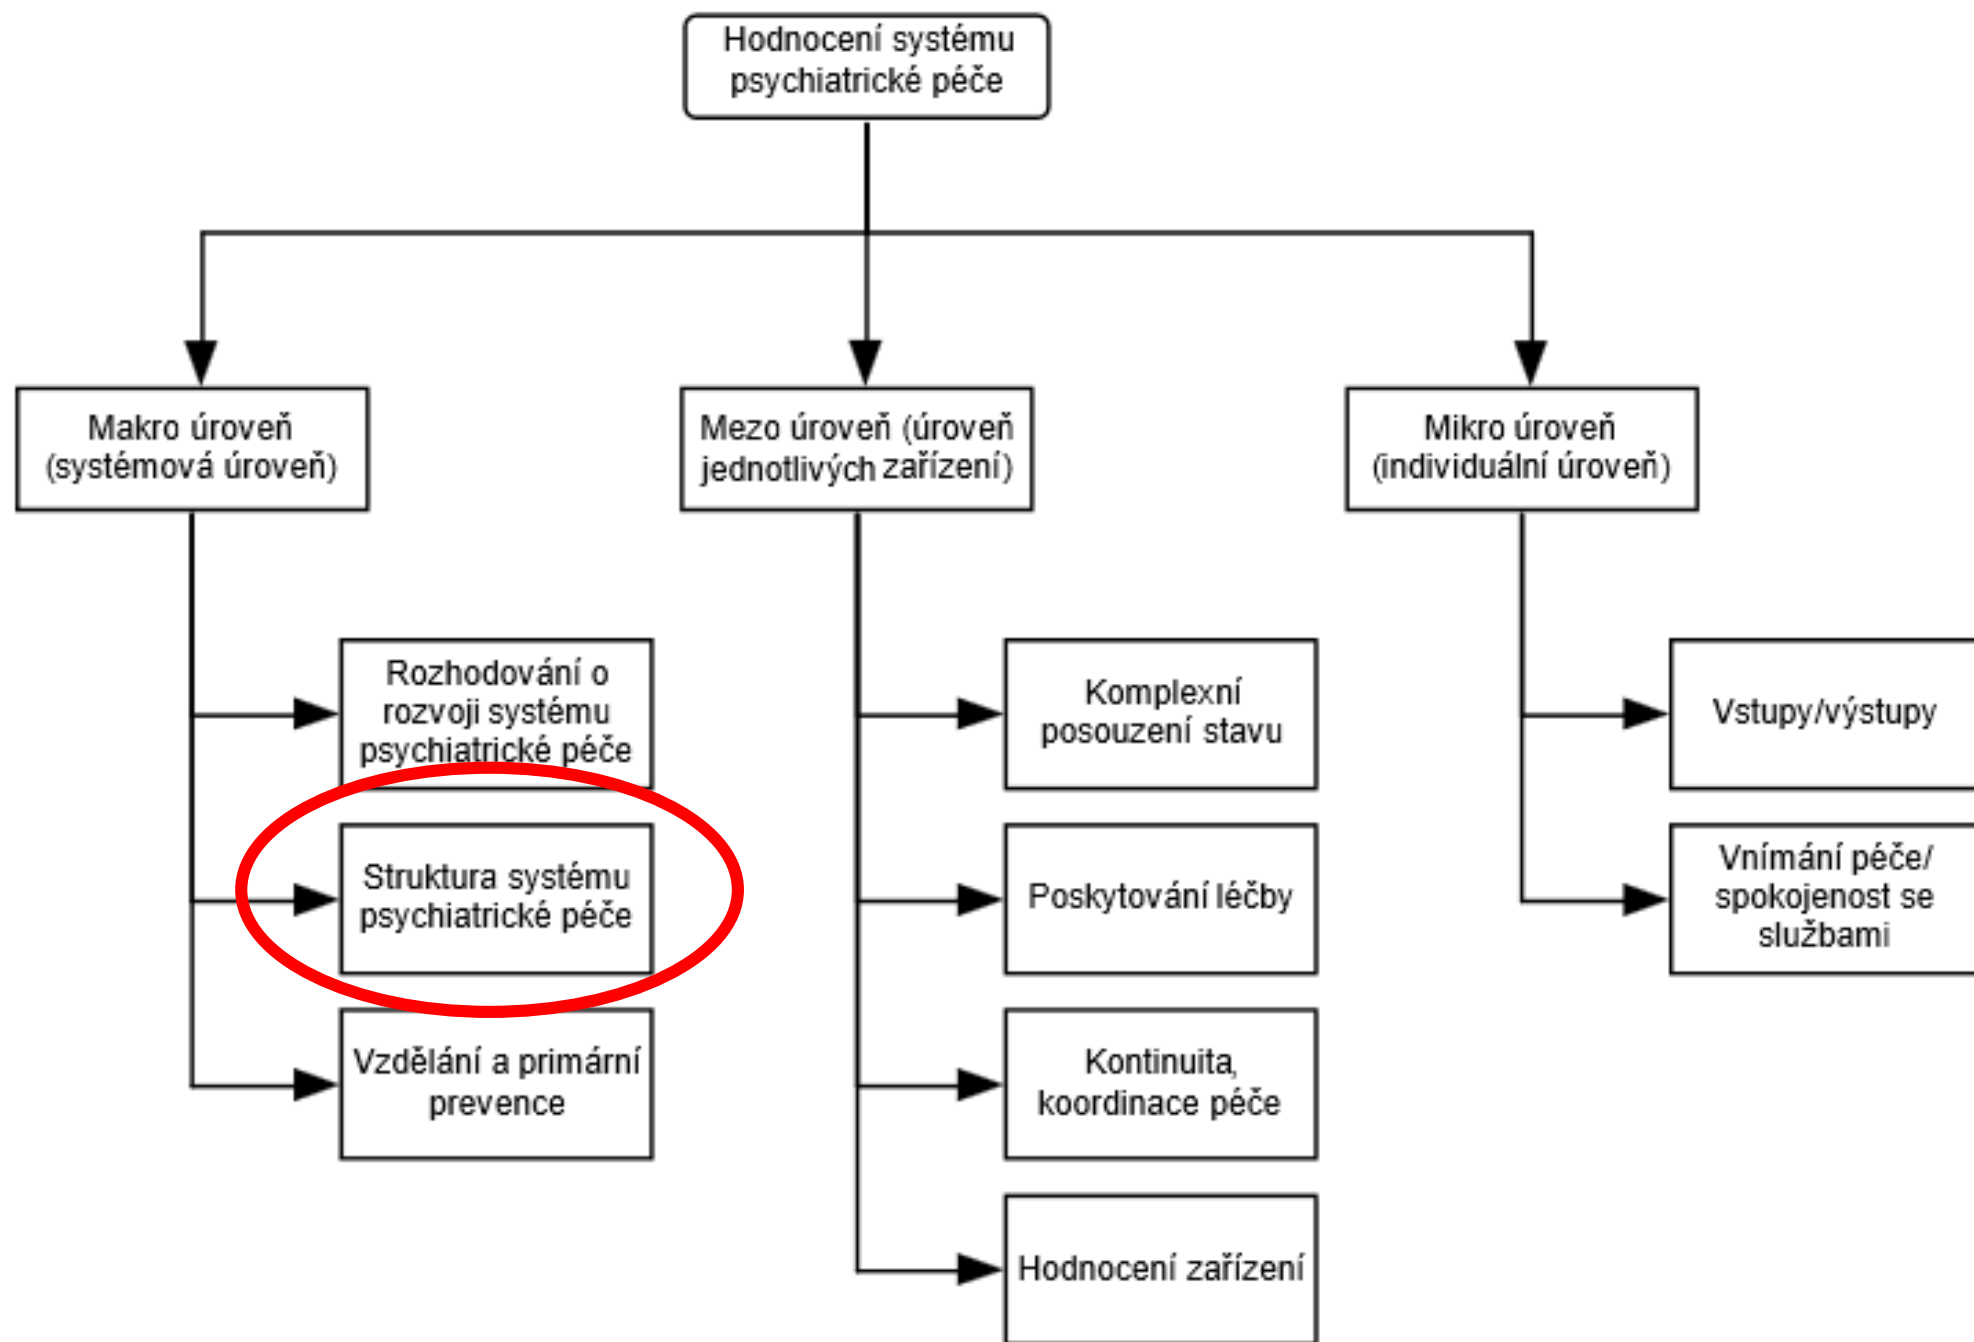 Hodnocení systému
psychiatrické péče
Makro úroveň
(systémová úroveň)
Mezo úroveň (úroveň
jednotlivých zařízení)
Mikro úroveň
(individuální úroveň)
Rozhodování o
rozvoji systému
psychiatrické péče
Struktura systému
psychiatrické péče
Vzdělání a primární
prevence
Komplexní
posouzení stavu
Poskytování léčby
Kontinuita,
koordinace péče
Hodnocení zařízení
Vstupy/výstupy
Vnímání péče/
spokojenost se
službami